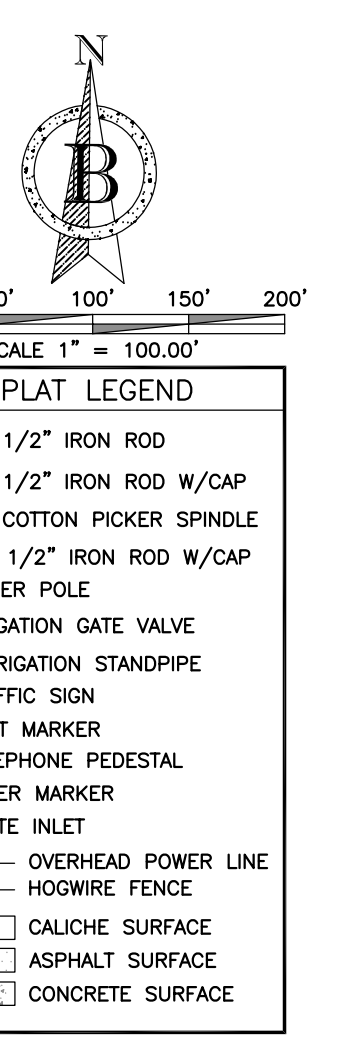 N
B
0' 100' 150' 200'
CALE 1" = 100.00'
PLAT LEGEND
1/2" IRON ROD
1/2" IRON ROD W/CAP
COTTON PICKER SPINDLE
1/2" IRON ROD W/CAP
ER POLE
GATION GATE VALVE
RIGATION STANDPIPE
FFIC SIGN
T MARKER
EPHONE PEDESTAL
ER MARKER
TE INLET
OVERHEAD POWER LINE
HOGWIRE FENCE
CALICHE SURFACE
ASPHALT SURFACE
CONCRETE SURFACE